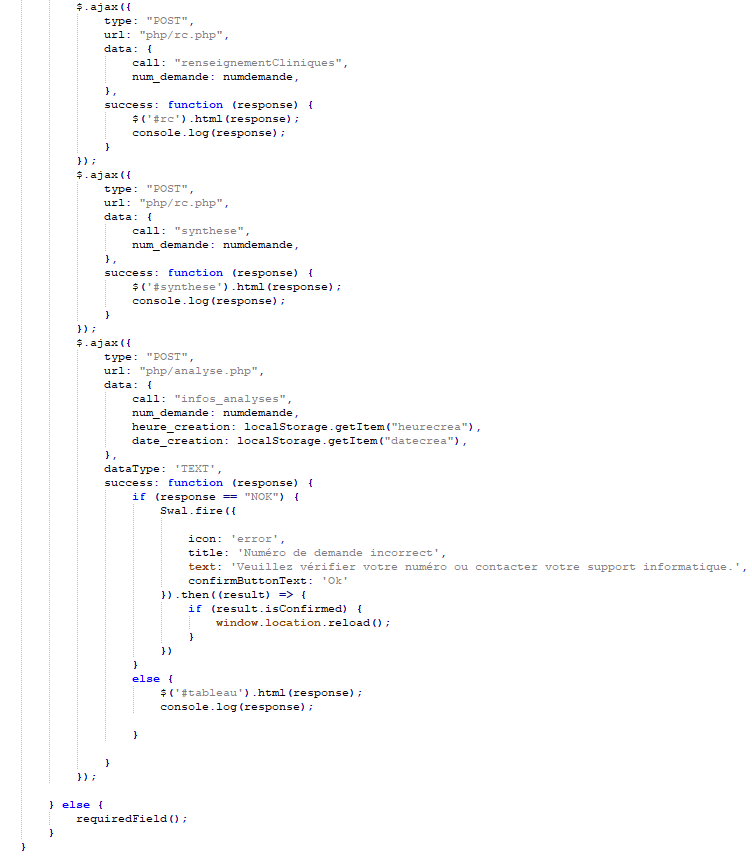 $.ajax({
type: "POST",
url: "php/rc.php",
data: {
call: "renseignementCliniques",
num_demande: numdemande,
},
success: function (response) {
$('#rc').html(response);
console.log(response);
}
});
$.ajax({
type: "POST",
url: "php/rc.php",
data: {
call: "synthese",
num_demande: numdemande,
},
success: function (response) {
$('#synthese').html(response);
console.log(response);
}
});
$.ajax({
type: "POST",
url: "php/analyse.php",
data: {
call: "infos_analyses",
num_demande: numdemande,
heure_creation: localStorage.getItem("heurecrea"),
date_creation: localStorage.getItem("datecrea"),
},
dataType: 'TEXT',
success: function (response) {
if (response == "NOK") {
Swal.fire({
icon: 'error',
title: 'Numéro de demande incorrect',
text: 'Veuillez vérifier votre numéro ou contacter votre support informatique.',
confirmButtonText: 'Ok'
}).then((result) => {
if (result.isConfirmed) {
window.location.reload();
}
})
}
else {
$('#tableau').html(response);
console.log(response);
}
}
});
} else {
requiredField();
}
}